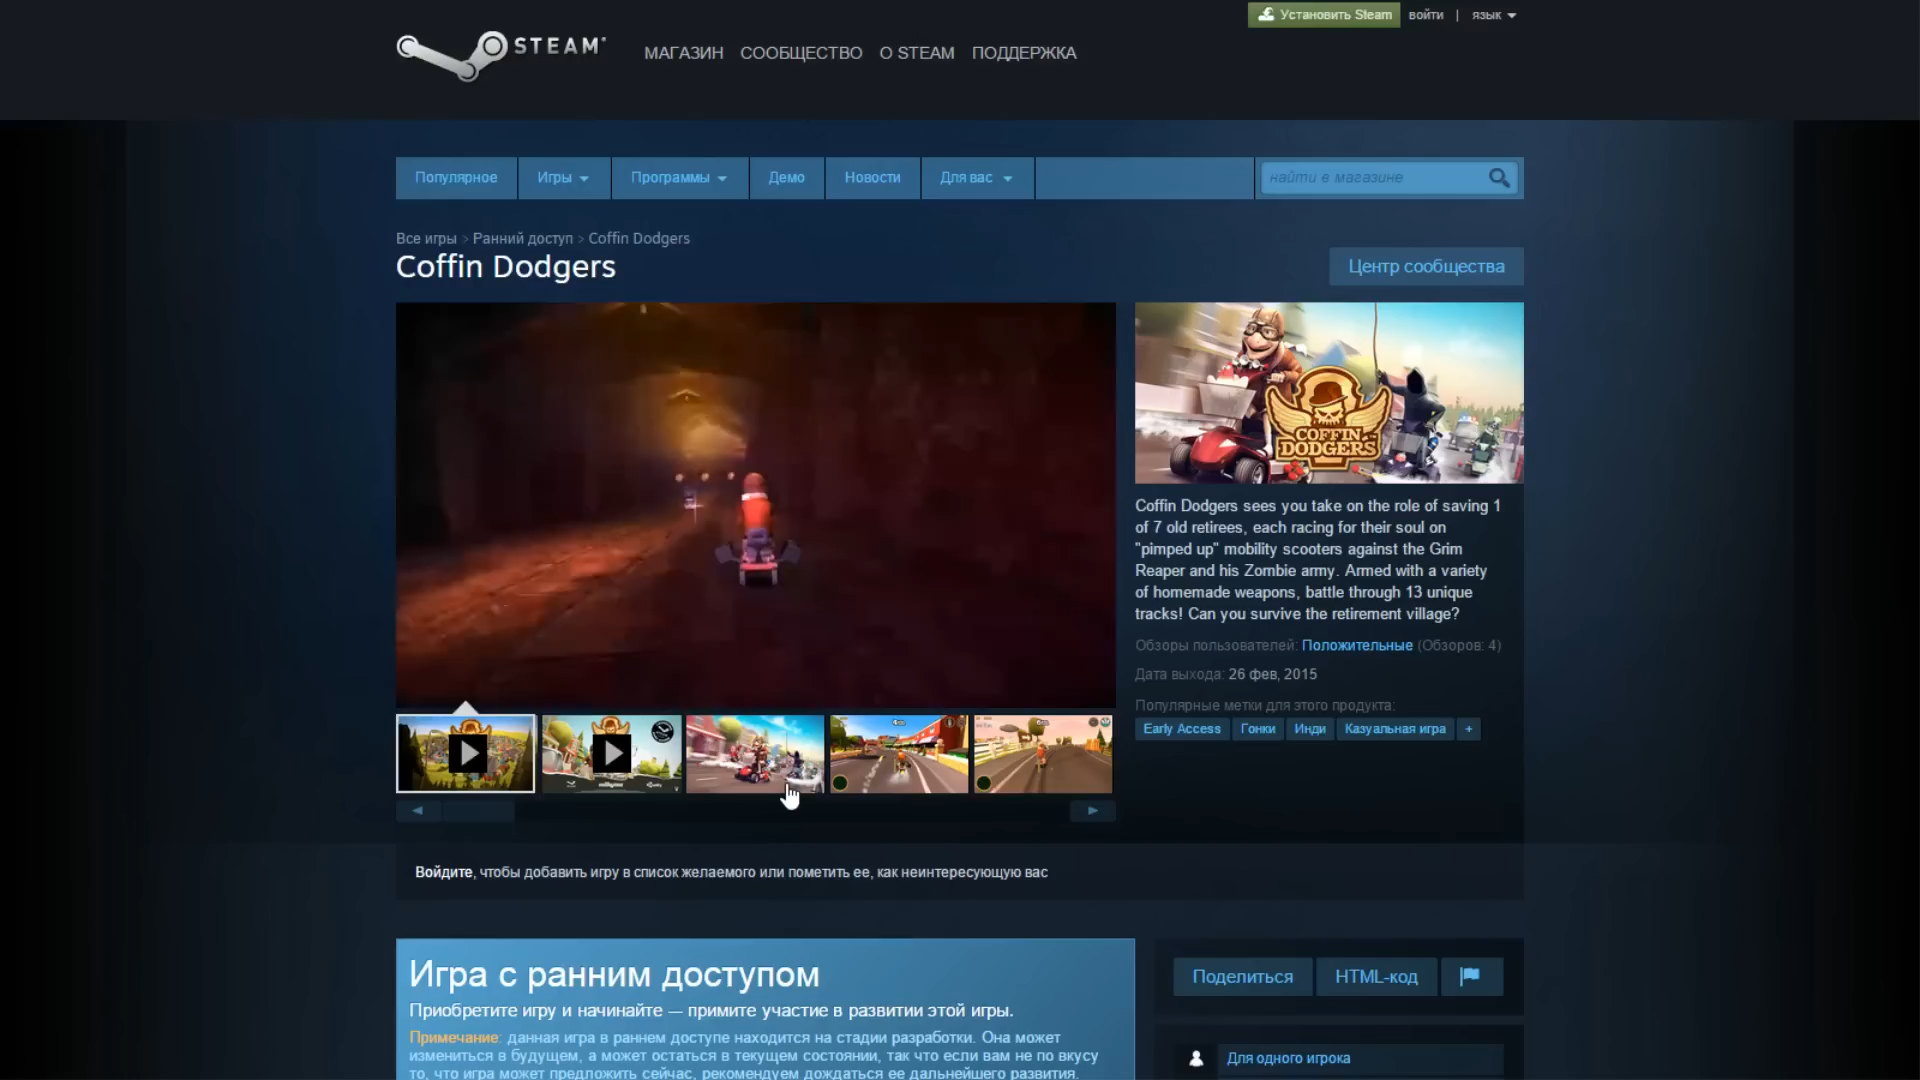 Установить Steam
войти | язык
STEAM
МАГАЗИН СООБЩЕСТВО О STEAM ПОДДЕРЖКА
Популярное Игры Программы Демо Новости Для вас
найти в магазине
Все игры > Ранний доступ > Coffin Dodgers
Coffin Dodgers
Центр сообщества
COFFIN
DODGERS
Coffin Dodgers sees you take on the role of saving 1
of 7 old retirees, each racing for their soul on
"pimped up" mobility scooters against the Grim
Reaper and his Zombie army. Armed with a variety
of homemade weapons, battle through 13 unique
tracks! Can you survive the retirement village?
Обзоры пользователей: Положительные (Обзоров: 4)
Дата выхода: 26 фев, 2015
Популярные метки для этого продукта:
Early Access Гонки Инди Казуальная игра +
Войдите, чтобы добавить игру в список желаемого или пометить ее, как неинтересующую вас
Игра с ранним доступом
Приобретите игру и начинайте — примите участие в развитии этой игры.
Примечание: данная игра в раннем доступе находится на стадии разработки. Она может
измениться в будущем, а может остаться в текущем состоянии, так что если вам не по вкусу
то, что игра может предложить сейчас, рекомендуем дождаться ее дальнейшего развития.
Поделиться HTML-код
Для одного игрока